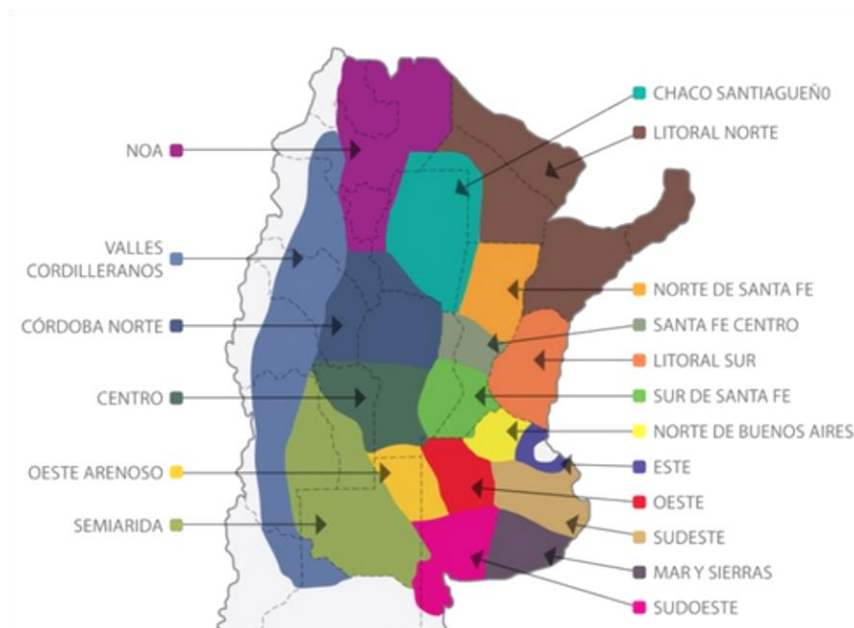 NOA
VALLES
CORDILLERANOS
CÓRDOBA NORTE
CENTRO
OESTE ARENOSO
SEMIARIDA
CHACO SANTIAGUEÑ0
LITORAL NORTE
NORTE DE SANTA FE
SANTA FE CENTRO
LITORAL SUR
SUR DE SANTA FE
NORTE DE BUENOS AIRES
ESTE
OESTE
SUDESTE
MAR Y SIERRAS
SUDOESTE